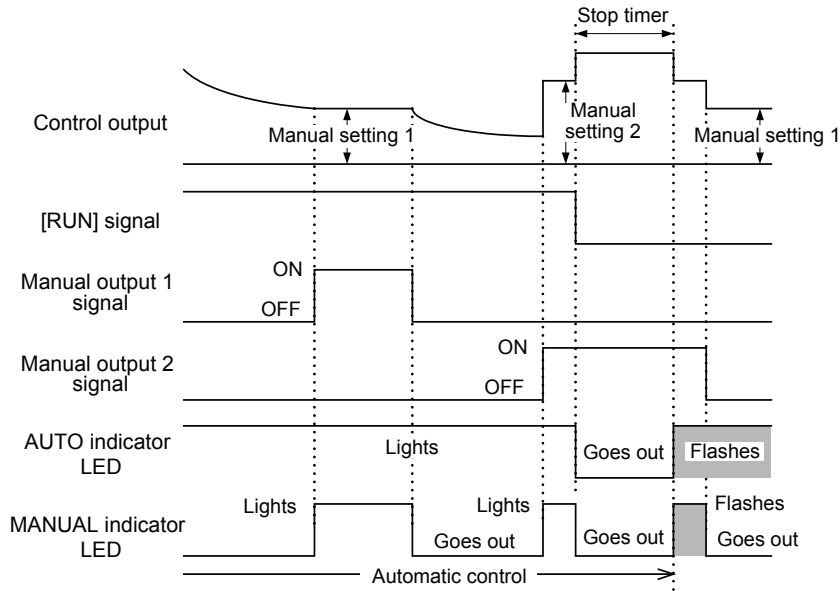 Stop timer
Control output
Manual setting 1
Manual
setting 2
Manual setting 1
[RUN] signal
Manual output 1
signal
ON
OFF
Manual output 2
signal
ON
OFF
AUTO indicator
LED
Lights
Goes out
Flashes
MANUAL indicator
LED
Lights
Goes out
Lights
Goes out
Flashes
Goes out
Automatic control